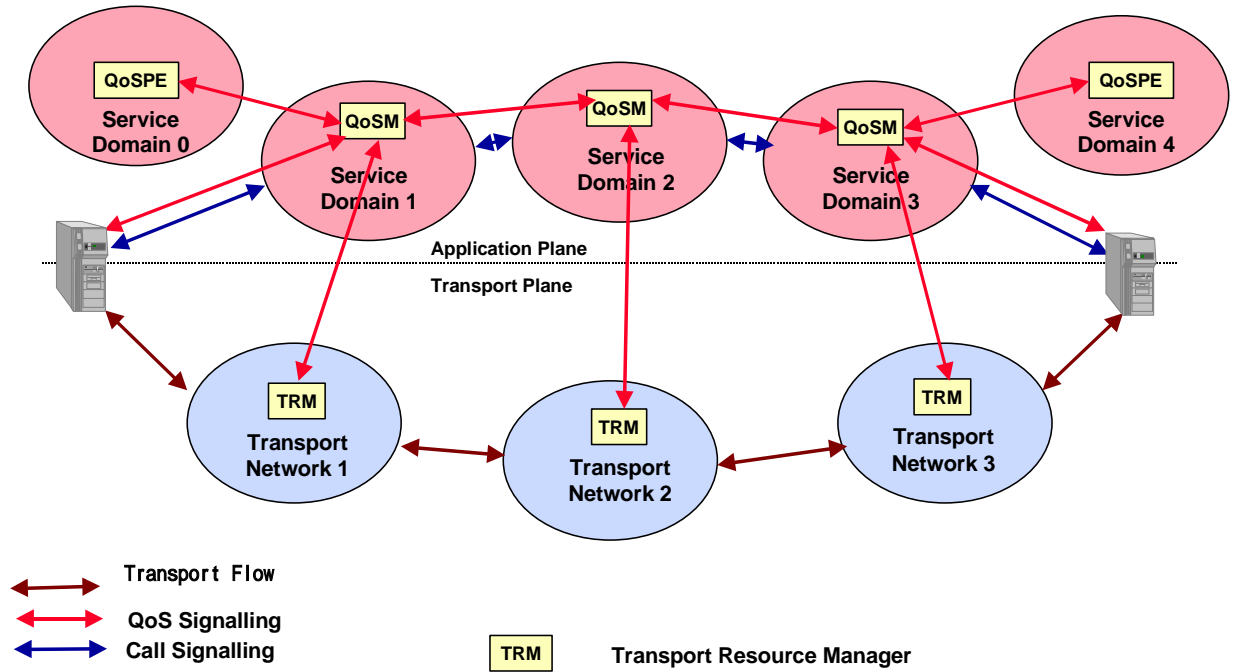 QoSPE
Service
Domain 0
QoSM
Service
Domain 1
QoSM
Service
Domain 2
QoSM
Service
Domain 3
QoSPE
Service
Domain 4
Application Plane
Transport Plane
TRM
Transport
Network 1
TRM
Transport
Network 2
TRM
Transport
Network 3
Transport Flow
QoS Signalling
Call Signalling
TRM
Transport Resource Manager